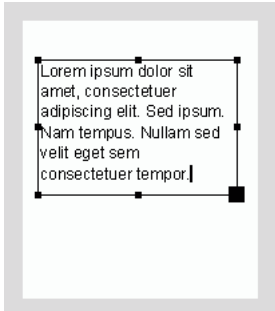 Lorem ipsum dolor sit
amet, consectetuer
adipiscing elit. Sed ipsum.
Nam tempus. Nullam sed
velit eget sem
consectetuer tempor.